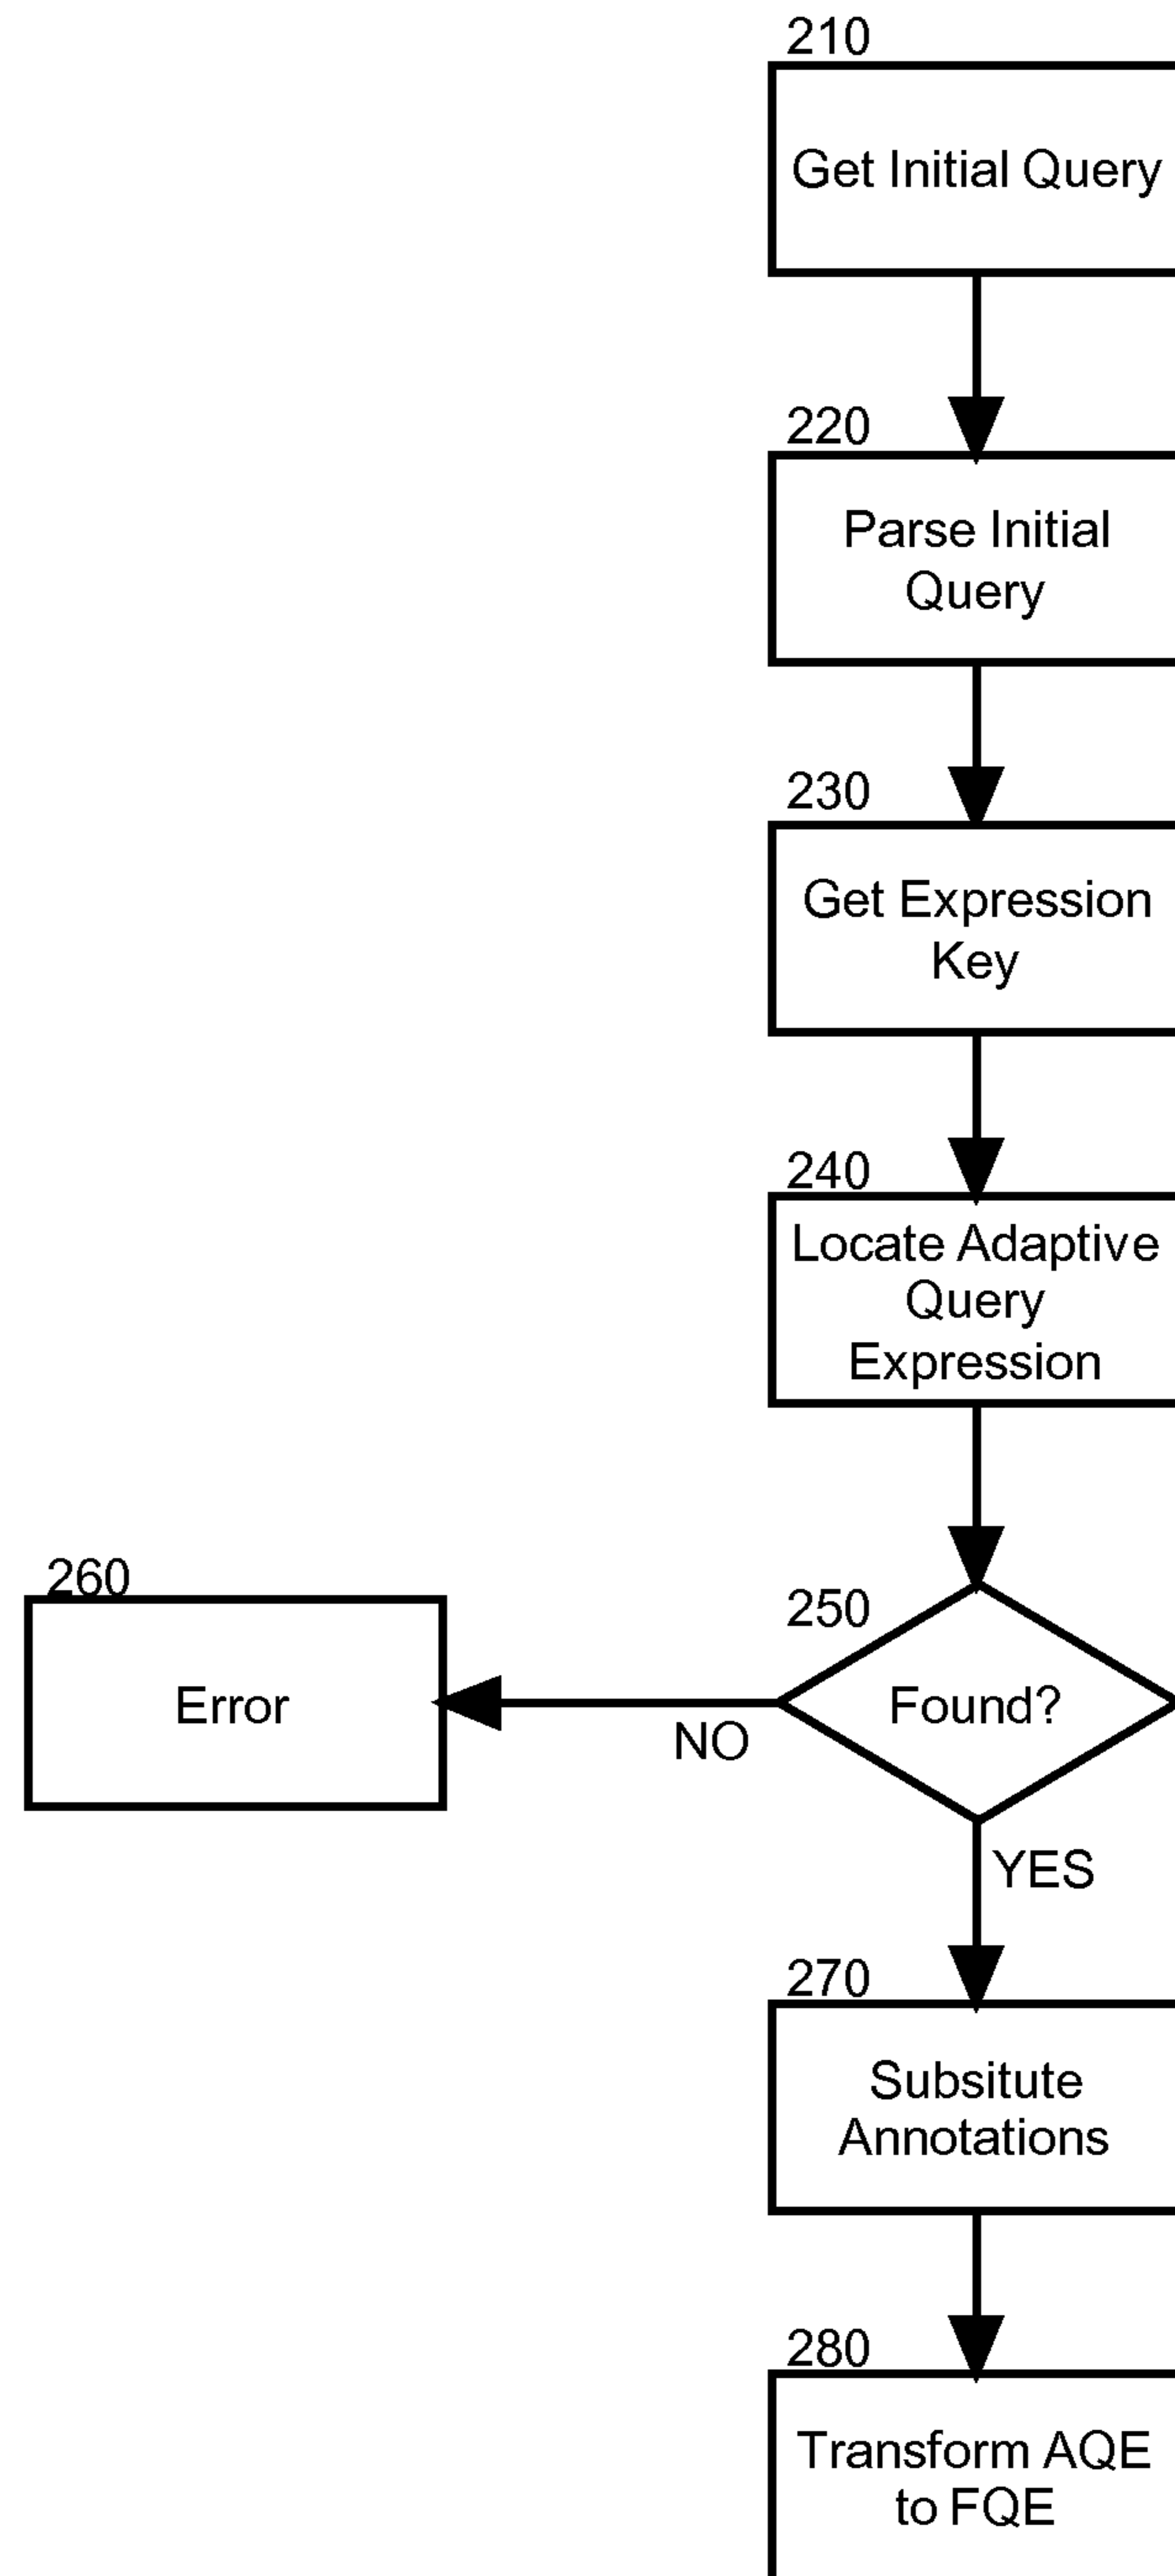 210
Get Initial Query
220
Parse Initial
Query
230
Get Expression
Key
240
Locate Adaptive
Query
Expression
260
Error
250
Found?
NO
YES
270
Subsitute
Annotations
280
Transform AQE
to FQE